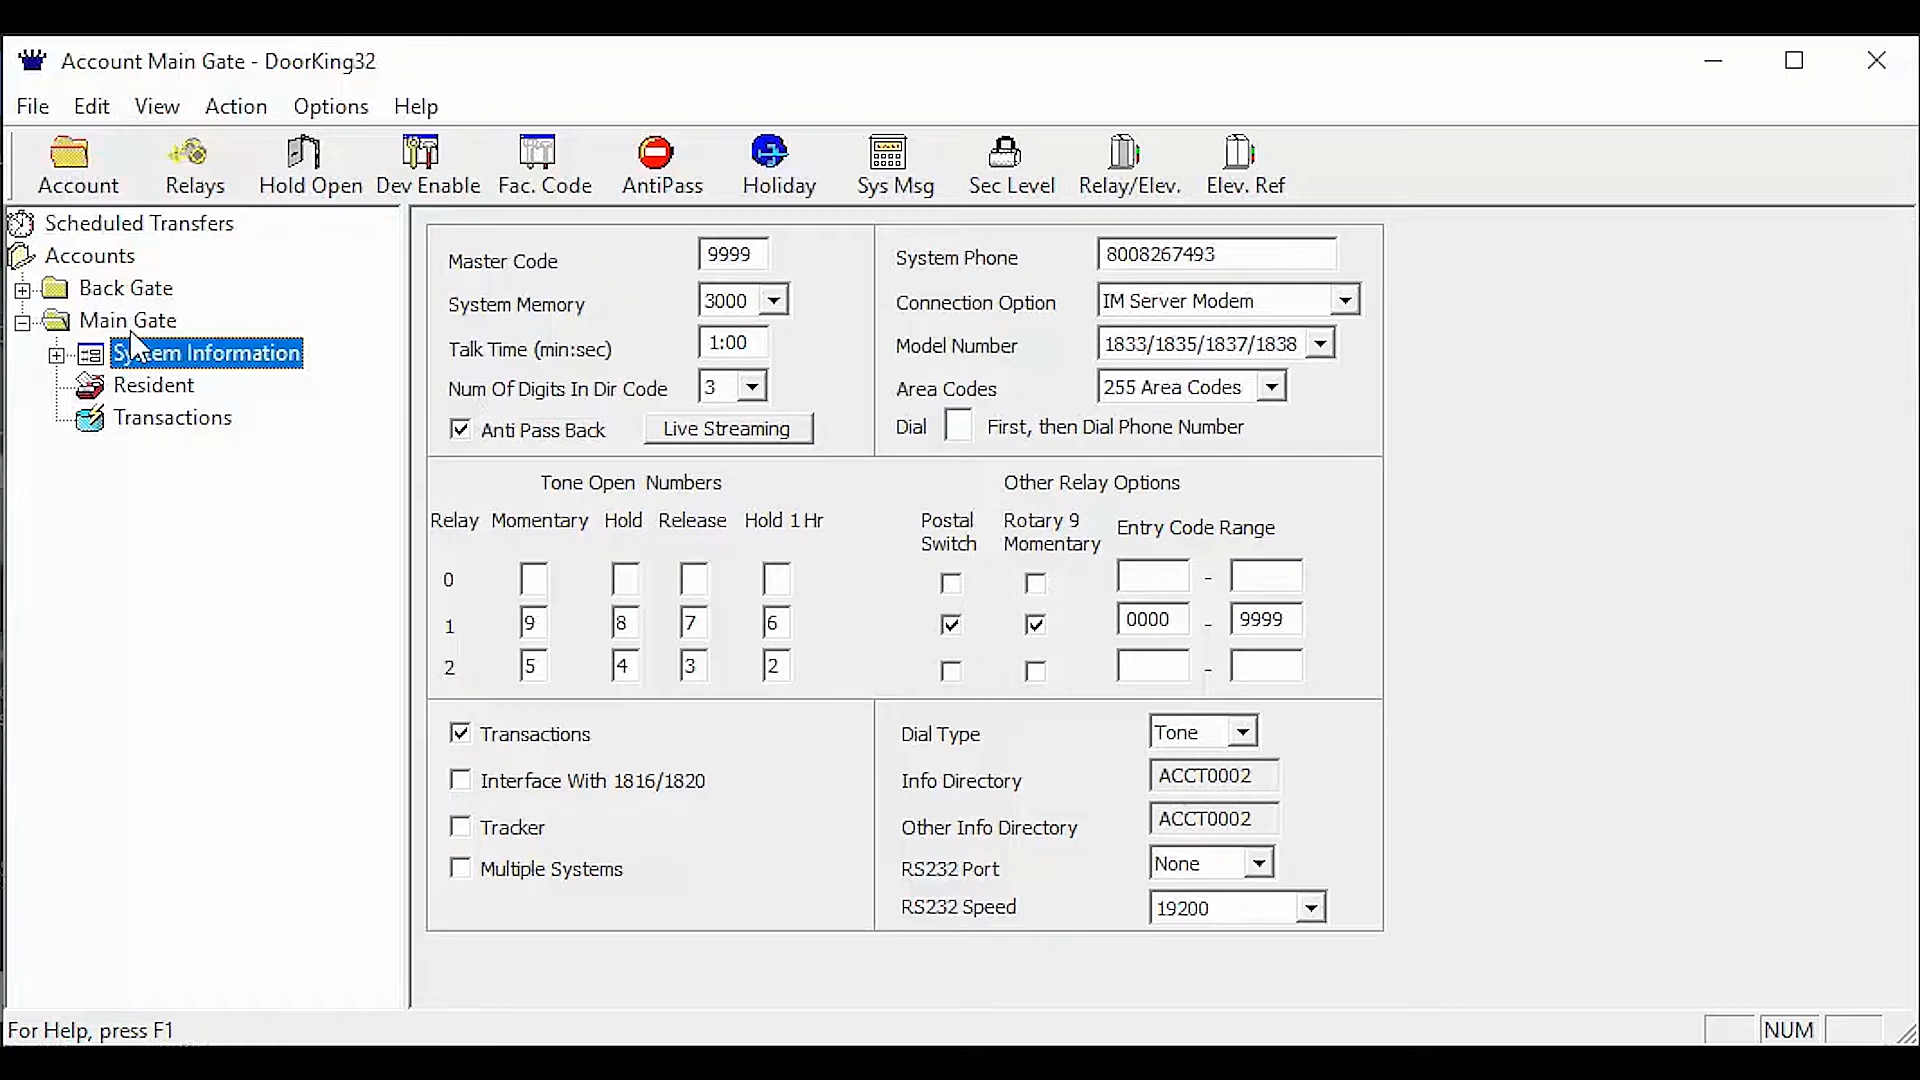 Account Main Gate - DoorKing32
File Edit View Action Options Help
Account Relays Hold Open Dev Enable Fac. Code AntiPass Holiday Sys Msg Sec Level Relay/Elev. Elev. Ref
Scheduled Transfers
Accounts
Back Gate
Main Gate
System Information
Resident
Transactions
Master Code 9999
System Memory 3000
Talk Time (min:sec) 1:00
Num Of Digits In Dir Code 3
Anti Pass Back Live Streaming
System Phone 8008267493
Connection Option IM Server Modem
Model Number 1833/1835/1837/1838
Area Codes 255 Area Codes
Dial First, then Dial Phone Number
Tone Open Numbers
Relay Momentary Hold Release Hold 1 Hr
Other Relay Options
Postal Switch Rotary 9 Momentary Entry Code Range
0
1 9 8 7 6 0000 - 9999
2 5 4 3 2
Transactions
Interface With 1816/1820
Tracker
Multiple Systems
Dial Type Tone
Info Directory ACCT0002
Other Info Directory ACCT0002
RS232 Port None
RS232 Speed 19200
For Help, press F1 NUM